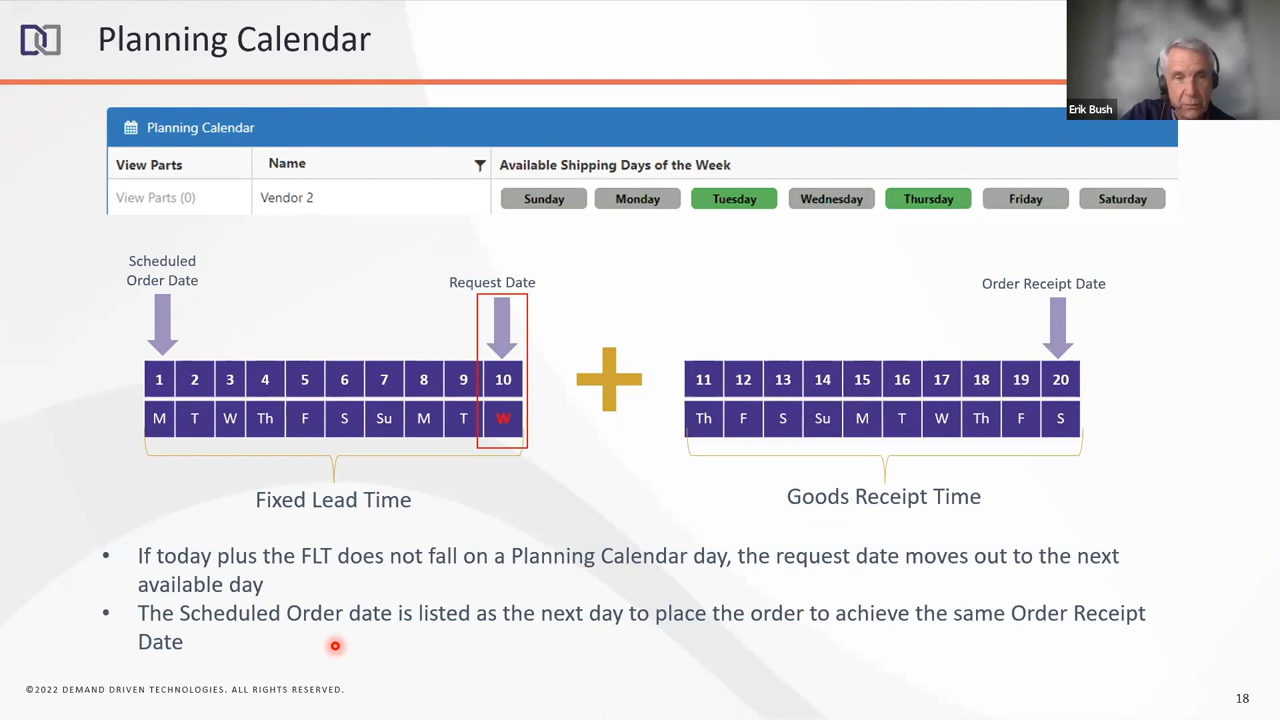 Planning Calendar
Erik Bush
Planning Calendar
View Parts Name Available Shipping Days of the Week
View Parts (0) Vendor 2 Sunday Monday Tuesday Wednesday Thursday Friday Saturday
Scheduled
Order Date
Request Date
Order Receipt Date
1 2 3 4 5 6 7 8 9 10
M T W Th F S Su M T W
11 12 13 14 15 16 17 18 19 20
Th F S Su M T W Th F S
Fixed Lead Time
Goods Receipt Time
• If today plus the FLT does not fall on a Planning Calendar day, the request date moves out to the next
available day
• The Scheduled Order date is listed as the next day to place the order to achieve the same Order Receipt
Date
©2022 DEMAND DRIVEN TECHNOLOGIES. ALL RIGHTS RESERVED.
18